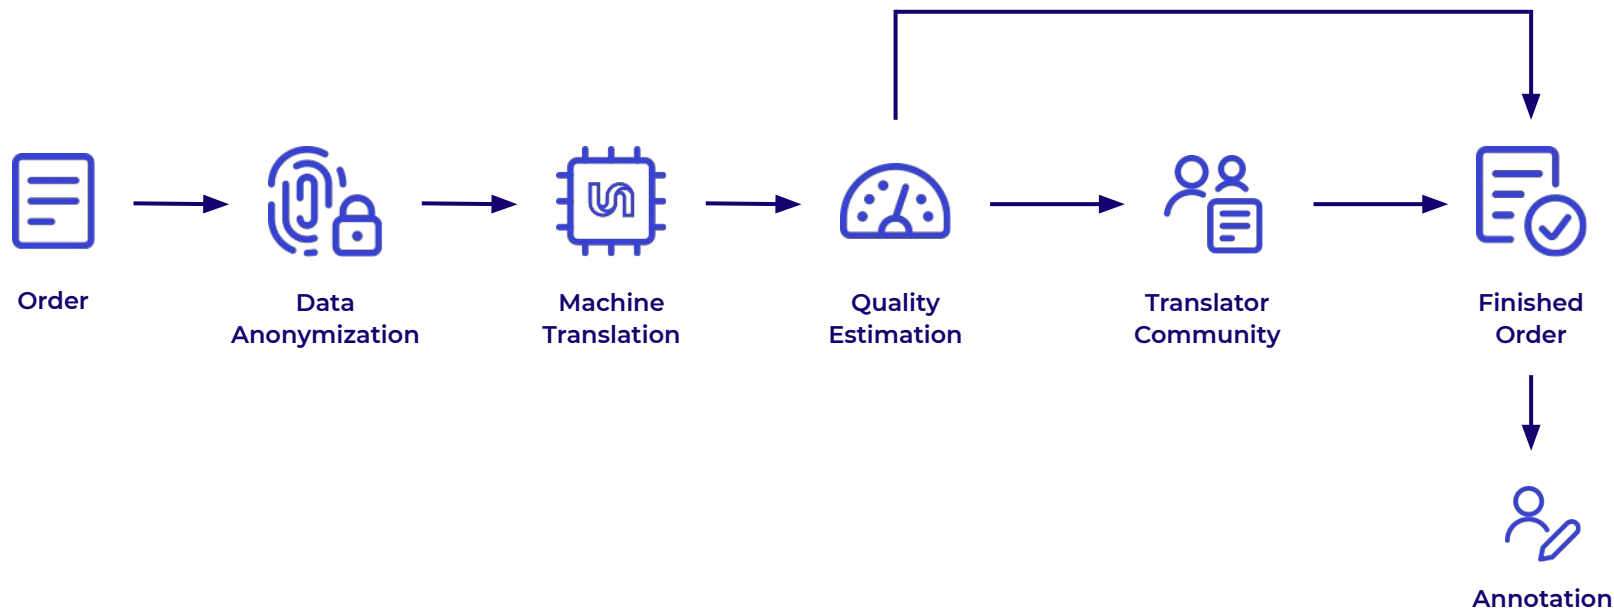 Order
Data
Anonymization
Machine
Translation
Quality
Estimation
Translator
Community
Finished
Order
Annotation